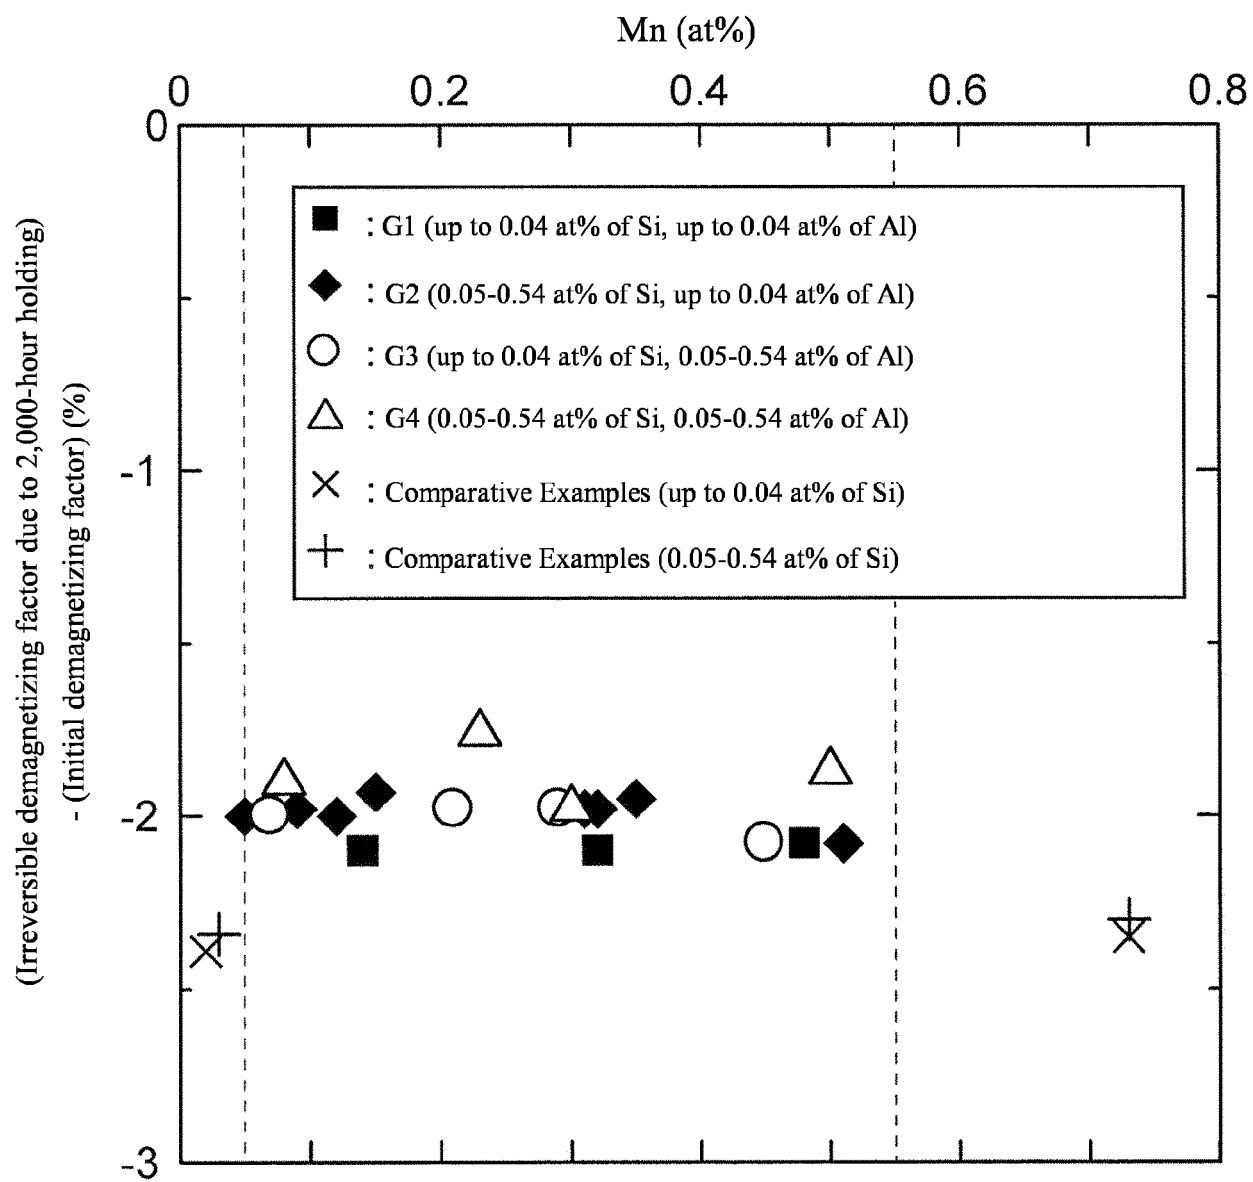 Mn (at%)
0 0.2 0.4 0.6 0.8
0
-1
-2
-3
(Irreversible demagnetizing factor due to 2,000-hour holding)
- (Initial demagnetizing factor) (%)
: G1 (up to 0.04 at% of Si, up to 0.04 at% of Al)
: G2 (0.05-0.54 at% of Si, up to 0.04 at% of Al)
: G3 (up to 0.04 at% of Si, 0.05-0.54 at% of Al)
: G4 (0.05-0.54 at% of Si, 0.05-0.54 at% of Al)
: Comparative Examples (up to 0.04 at% of Si)
: Comparative Examples (0.05-0.54 at% of Si)